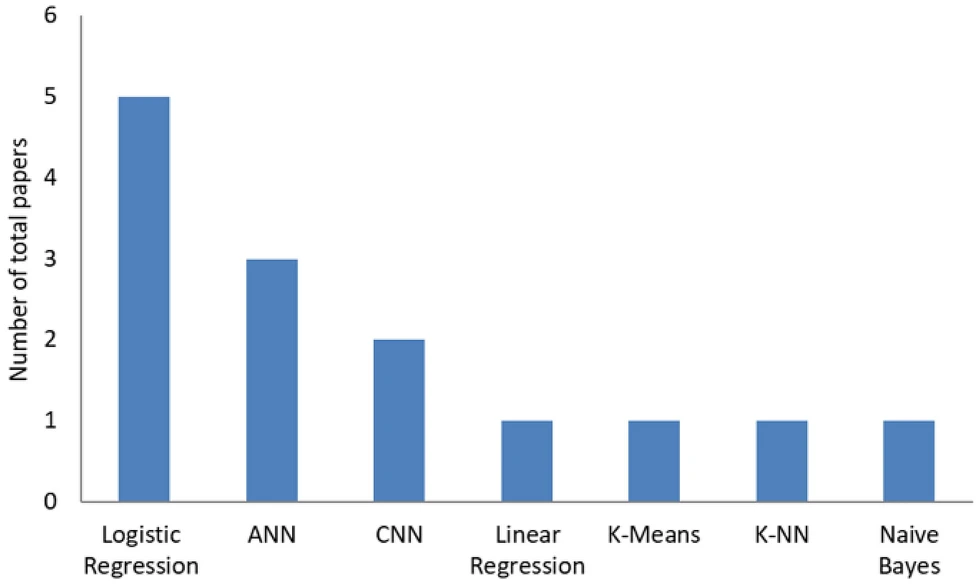 Number of total papers
6
5
4
3
2
1
0
Logistic
Regression
ANN
CNN
Linear
Regression
K-Means
K-NN
Naive
Bayes